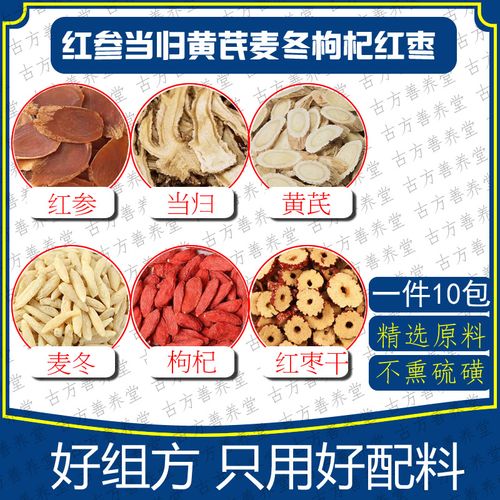 红参当归黄芪麦冬枸杞红枣
红参
当归
黄芪
麦冬
枸杞
红枣干
一件10包
精选原料
不熏硫磺
好组方 只用好配料
古方善养堂